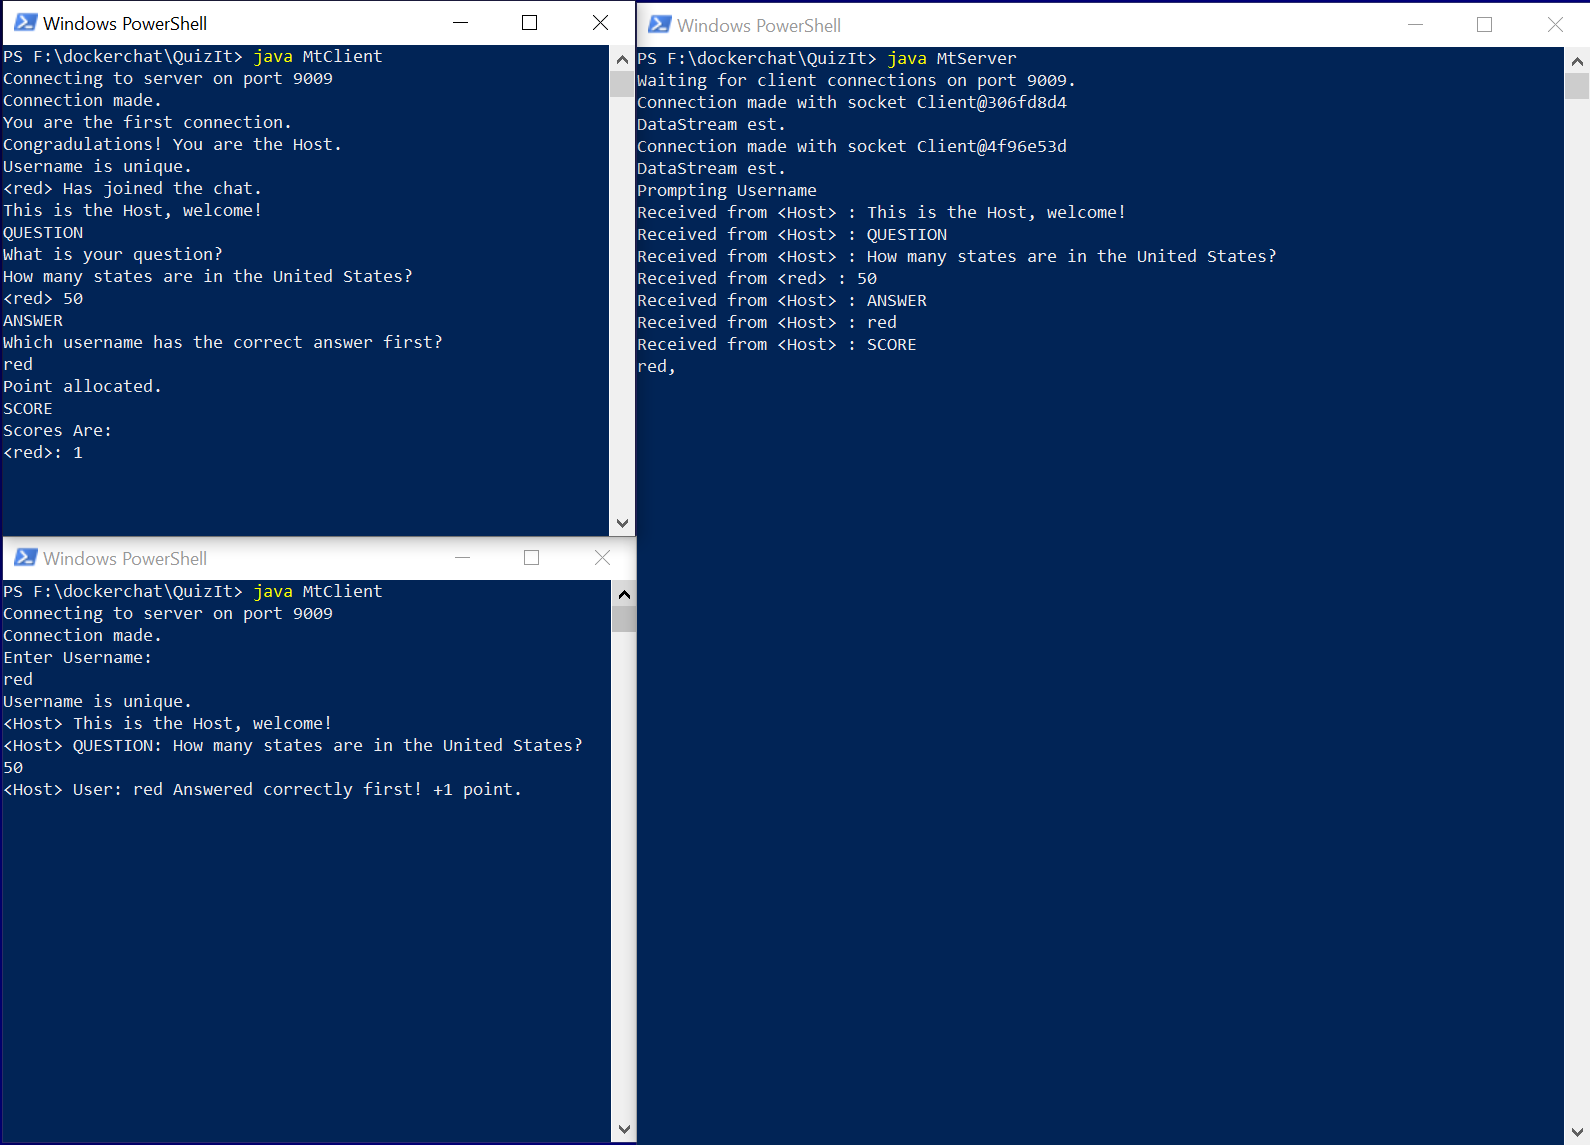 Windows PowerShell
PS F:\dockerchat\QuizIt> java MtClient
Connecting to server on port 9009
Connection made.
You are the first connection.
Congradulations! You are the Host.
Username is unique.
<red> Has joined the chat.
This is the Host, welcome!
QUESTION
What is your question?
How many states are in the United States?
<red> 50
ANSWER
Which username has the correct answer first?
red
Point allocated.
SCORE
Scores Are:
<red>: 1
Windows PowerShell
PS F:\dockerchat\QuizIt> java MtClient
Connecting to server on port 9009
Connection made.
Enter Username:
red
Username is unique.
<Host> This is the Host, welcome!
<Host> QUESTION: How many states are in the United States?
50
<Host> User: red Answered correctly first! +1 point.
Windows PowerShell
PS F:\dockerchat\QuizIt> java MtServer
Waiting for client connections on port 9009.
Connection made with socket Client@306fd8d4
DataStream est.
Connection made with socket Client@4f96e53d
DataStream est.
Prompting Username
Received from <Host> : This is the Host, welcome!
Received from <Host> : QUESTION
Received from <Host> : How many states are in the United States?
Received from <red> : 50
Received from <Host> : ANSWER
Received from <Host> : red
Received from <Host> : SCORE
red,